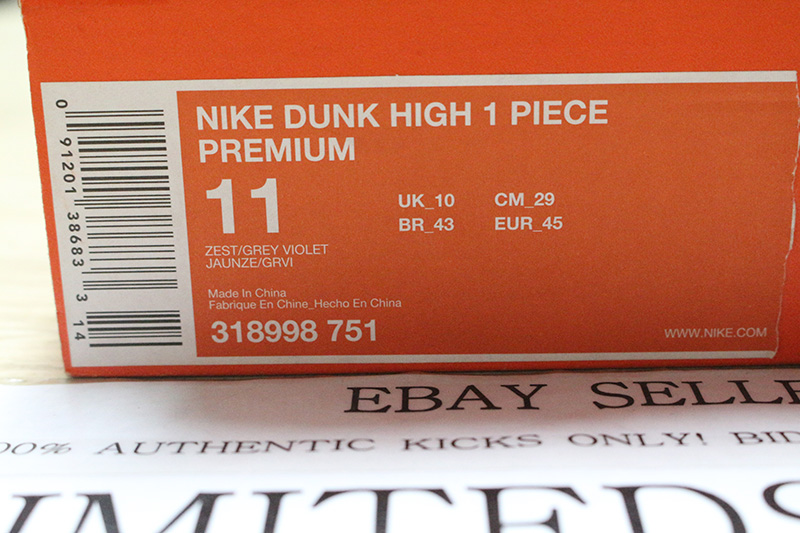 NIKE DUNK HIGH 1 PIECE
PREMIUM
11
UK_10 CM_29
BR_43 EUR_45
ZEST/GREY VIOLET
JAUNZE/GRVI
Made In China
Fabrique En Chine_Hecho En China
318998 751
WWW.NIKE.COM
0 91201 38683 3 14
EBAY SELLE
00% AUTHENTIC KICKS ONLY! BID
IMITEDS